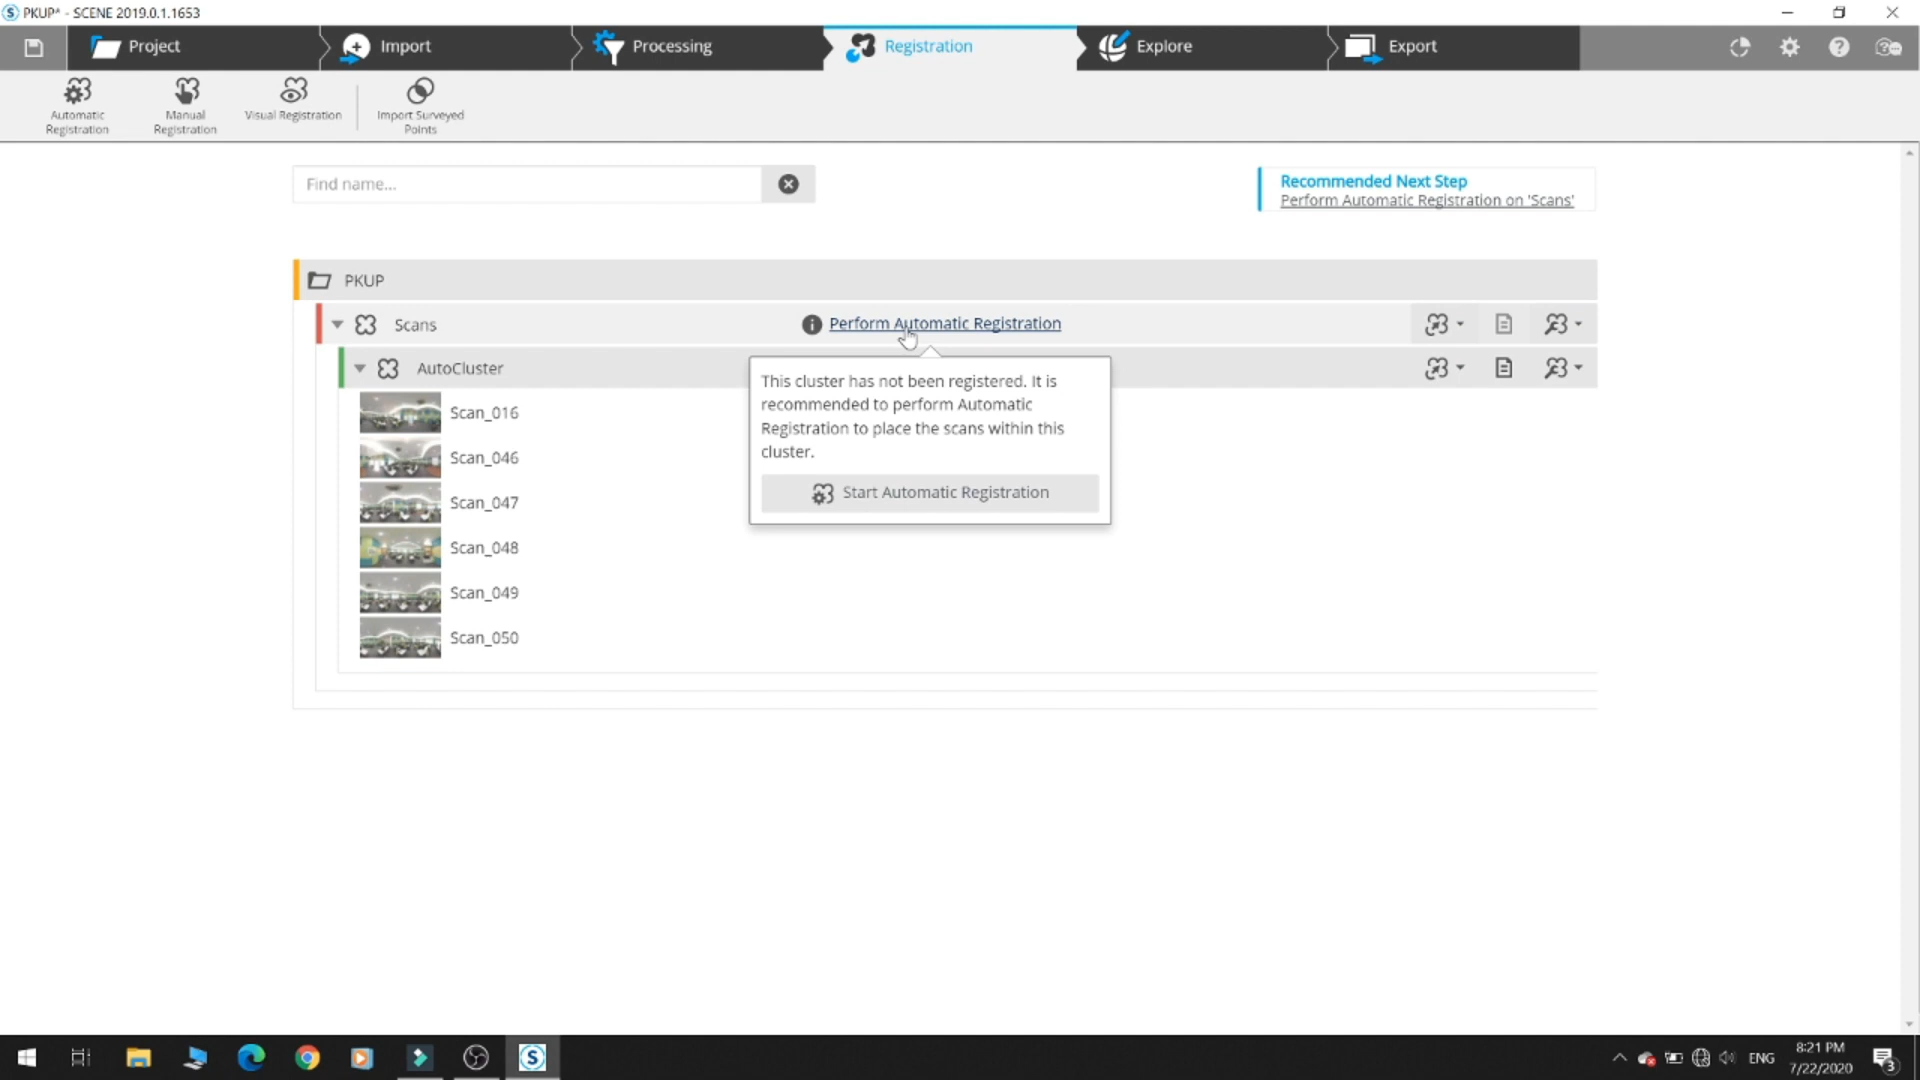 PKUP* - SCENE 2019.0.1.1653
Project
Import
Processing
Registration
Explore
Export
Automatic
Registration
Manual
Registration
Visual Registration
Import Surveyed
Points
Find name...
Recommended Next Step
Perform Automatic Registration on 'Scans'
PKUP
Scans
Perform Automatic Registration
AutoCluster
This cluster has not been registered. It is
recommended to perform Automatic
Registration to place the scans within this
cluster.
Start Automatic Registration
Scan_016
Scan_046
Scan_047
Scan_048
Scan_049
Scan_050
ENG
8:21 PM
7/22/2020
3